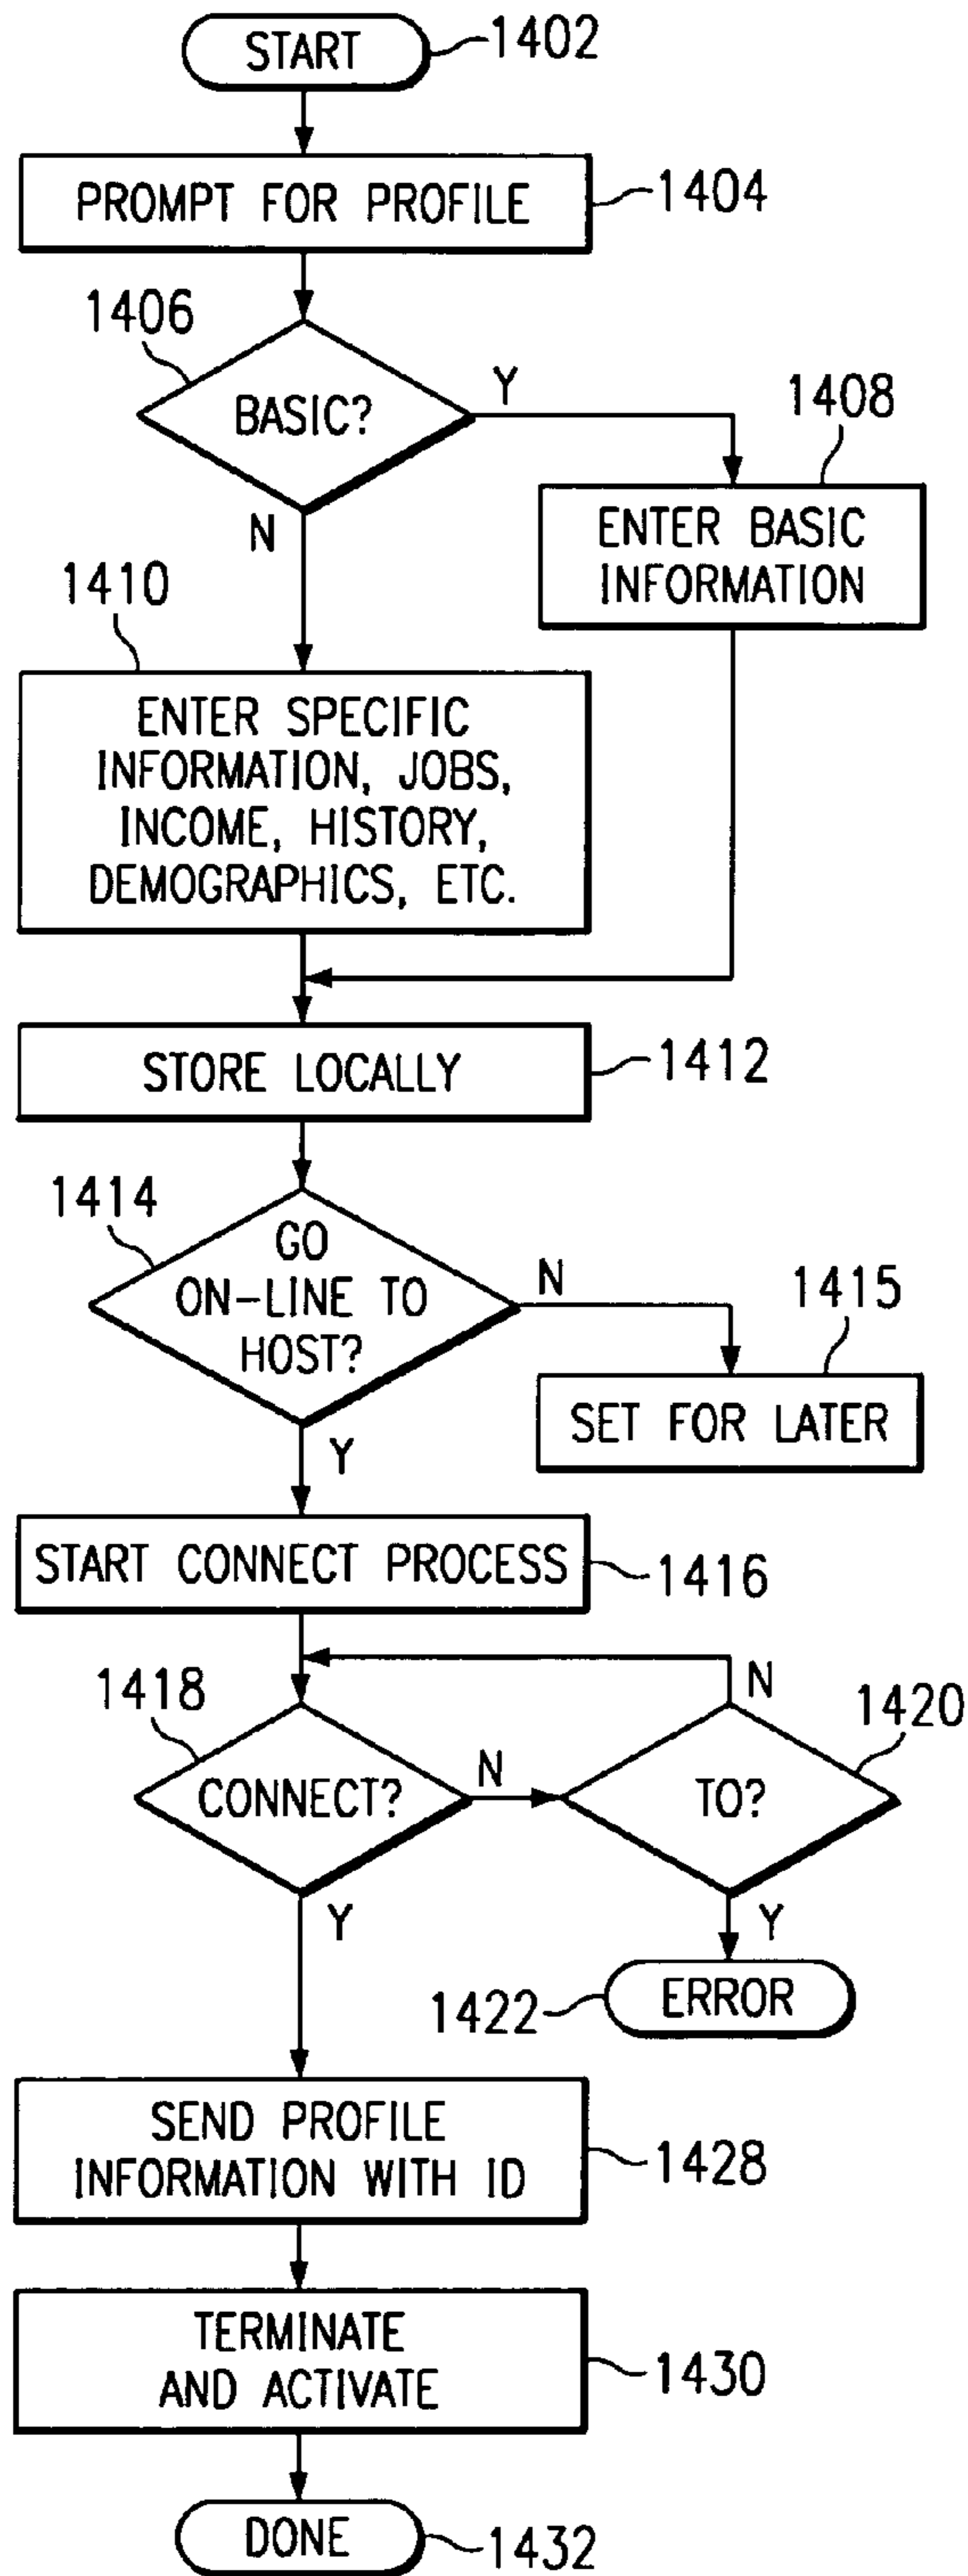 START
1402
PROMPT FOR PROFILE
1404
1406
BASIC?
Y
N
1408
ENTER BASIC
INFORMATION
1410
ENTER SPECIFIC
INFORMATION, JOBS,
INCOME, HISTORY,
DEMOGRAPHICS, ETC.
STORE LOCALLY
1412
1414
GO
ON-LINE TO
HOST?
N
Y
1415
SET FOR LATER
START CONNECT PROCESS
1416
1418
CONNECT?
N
Y
N
1420
TO?
Y
1422
ERROR
SEND PROFILE
INFORMATION WITH ID
1428
TERMINATE
AND ACTIVATE
1430
DONE
1432